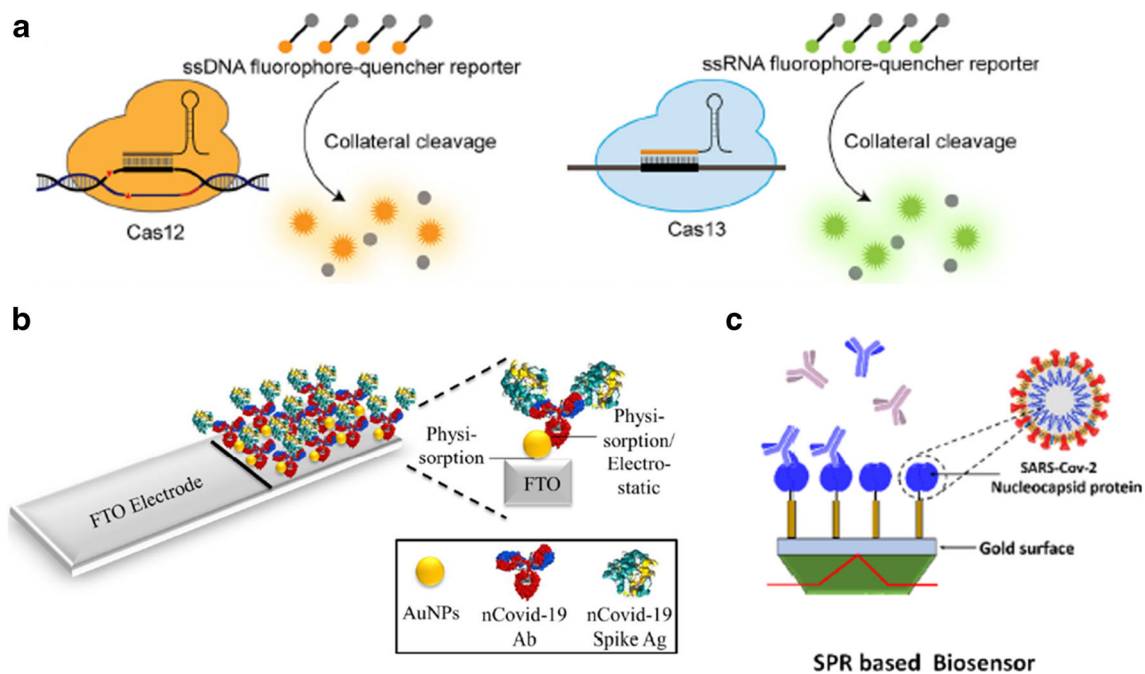 a
ssDNA fluorophore-quencher reporter
Collateral cleavage
Cas12
ssRNA fluorophore-quencher reporter
Collateral cleavage
Cas13
b
FTO Electrode
Physi-
sorption
Physi-
sorption/
Electro-
static
FTO
AuNPs
nCovid-19
Ab
nCovid-19
Spike Ag
c
SARS-Cov-2
Nucleocapsid protein
Gold surface
SPR based Biosensor